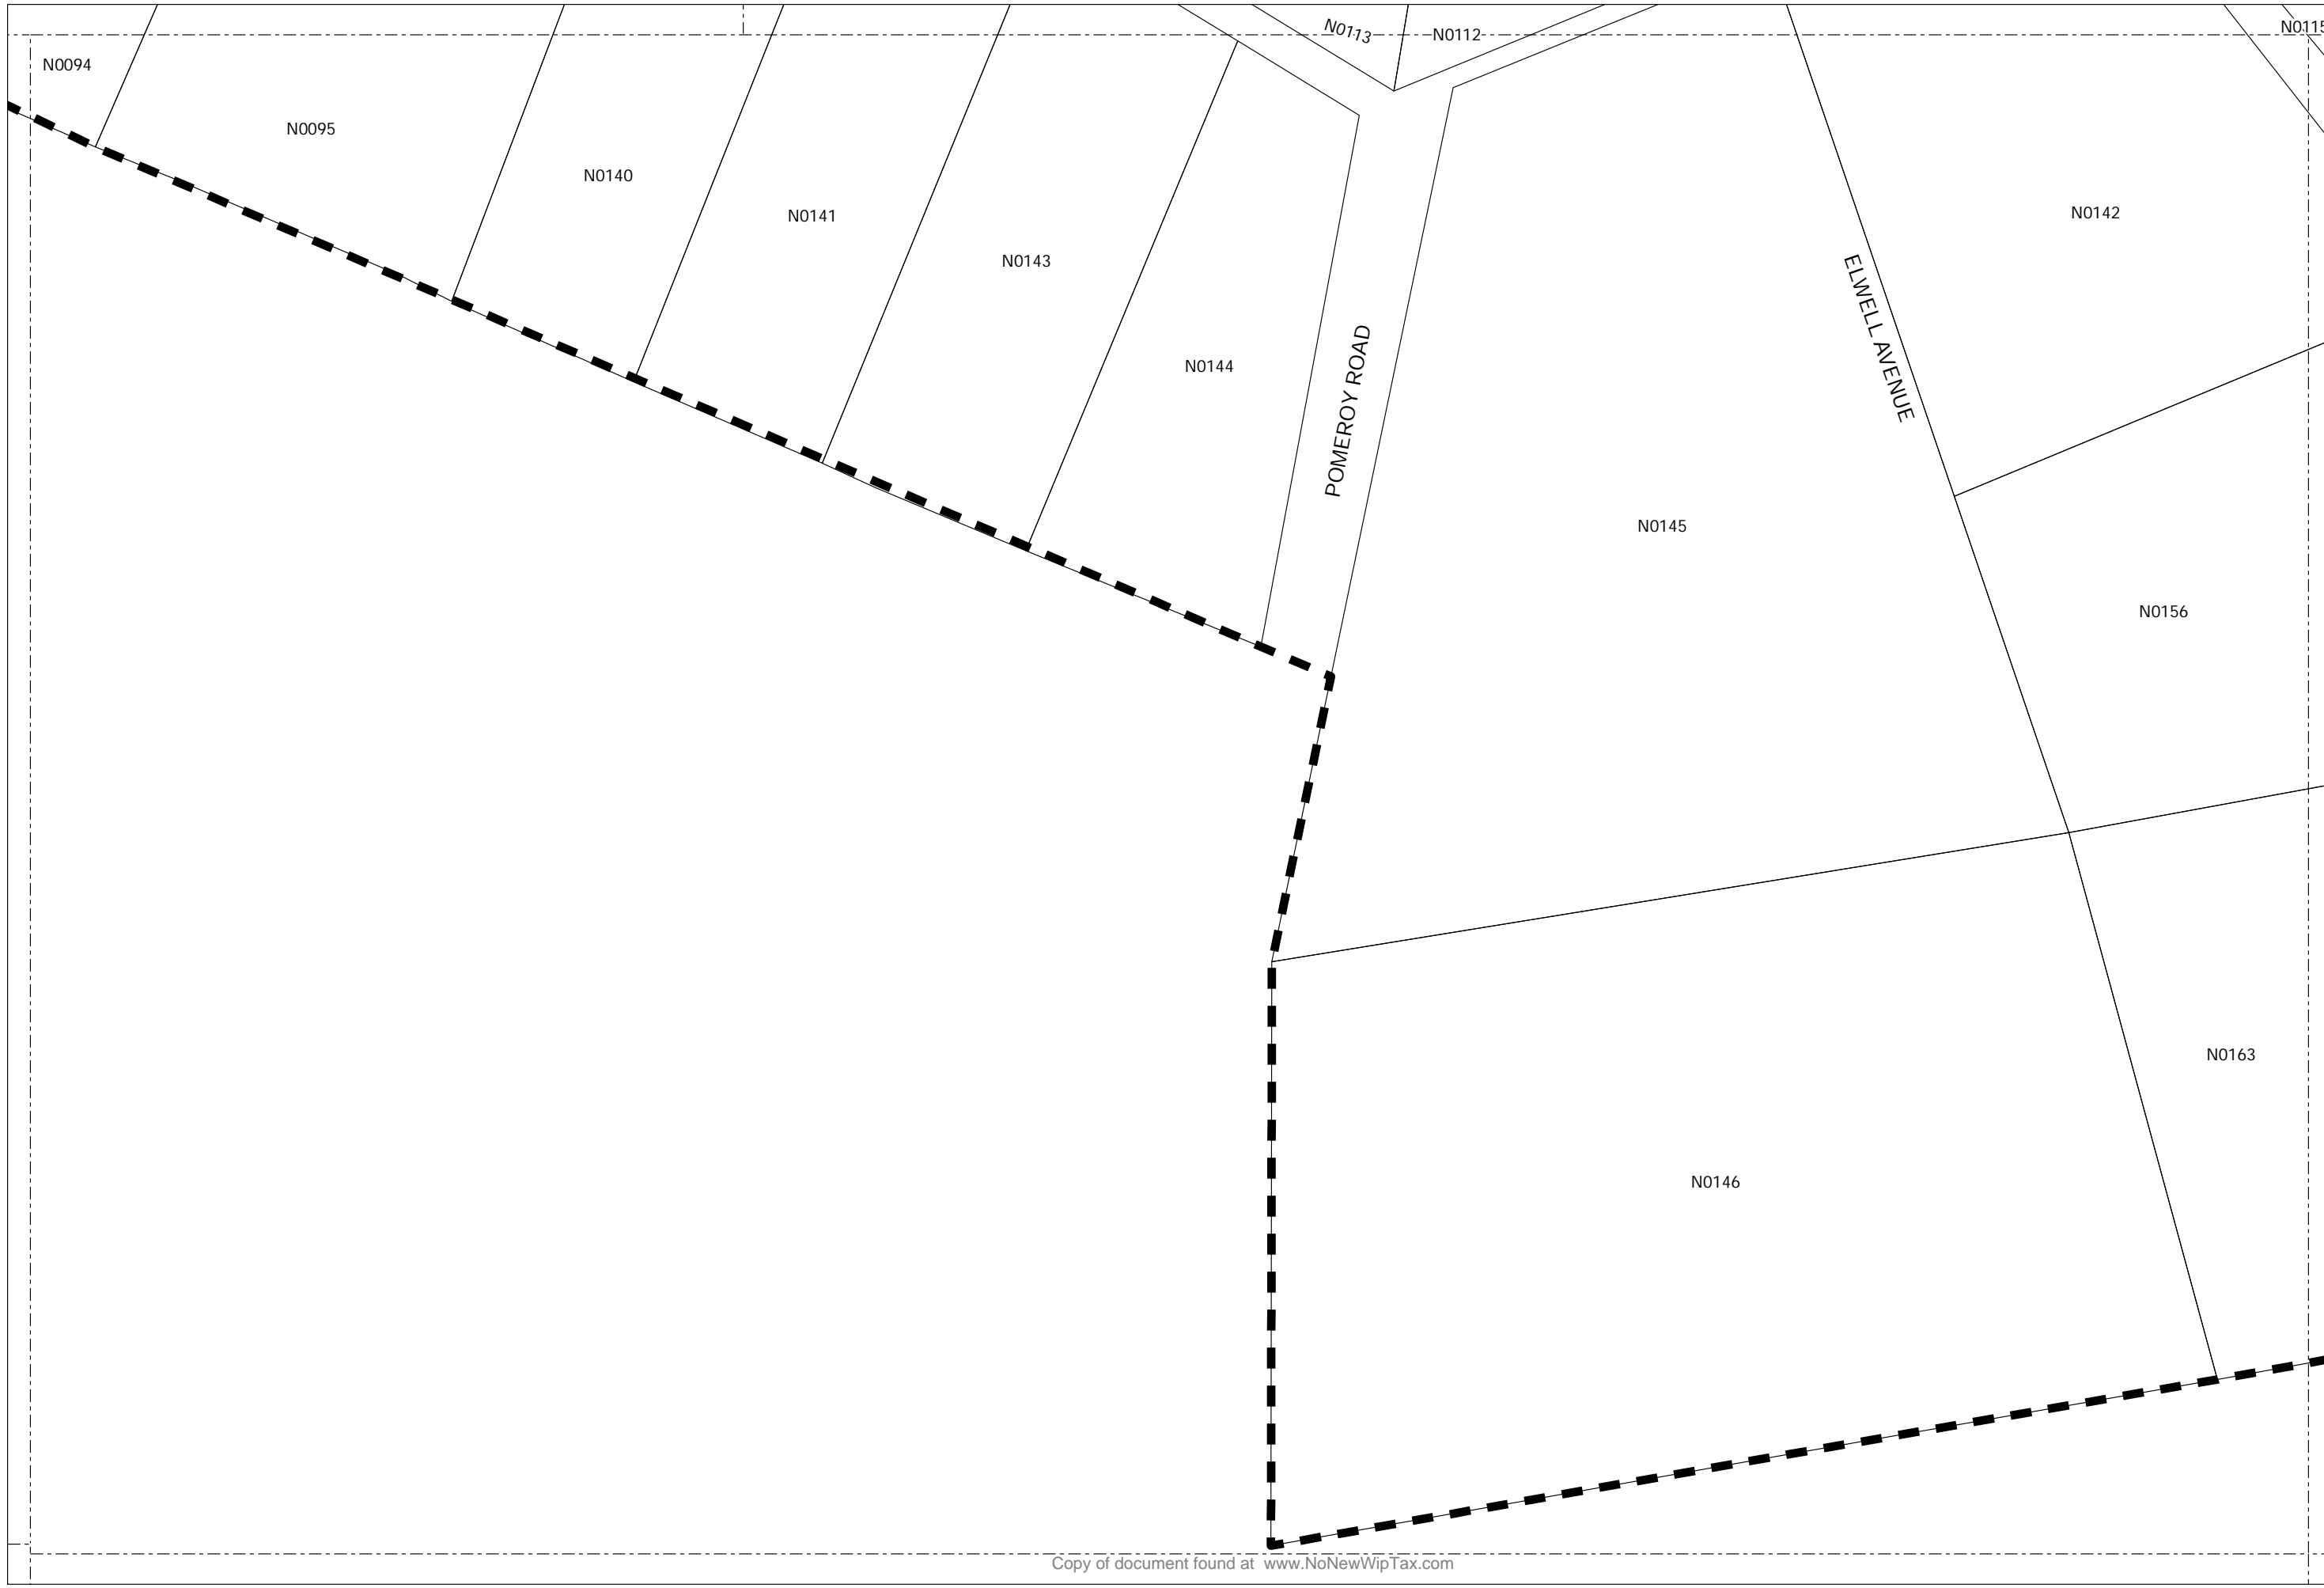 N0113
N0112
N0115
N0094
N0095
N0140
N0141
N0142
N0143
ELWELL AVENUE
N0144
POMEROY ROAD
N0145
N0156
N0163
N0146
Copy of document found at www.NoNewWipTax.com